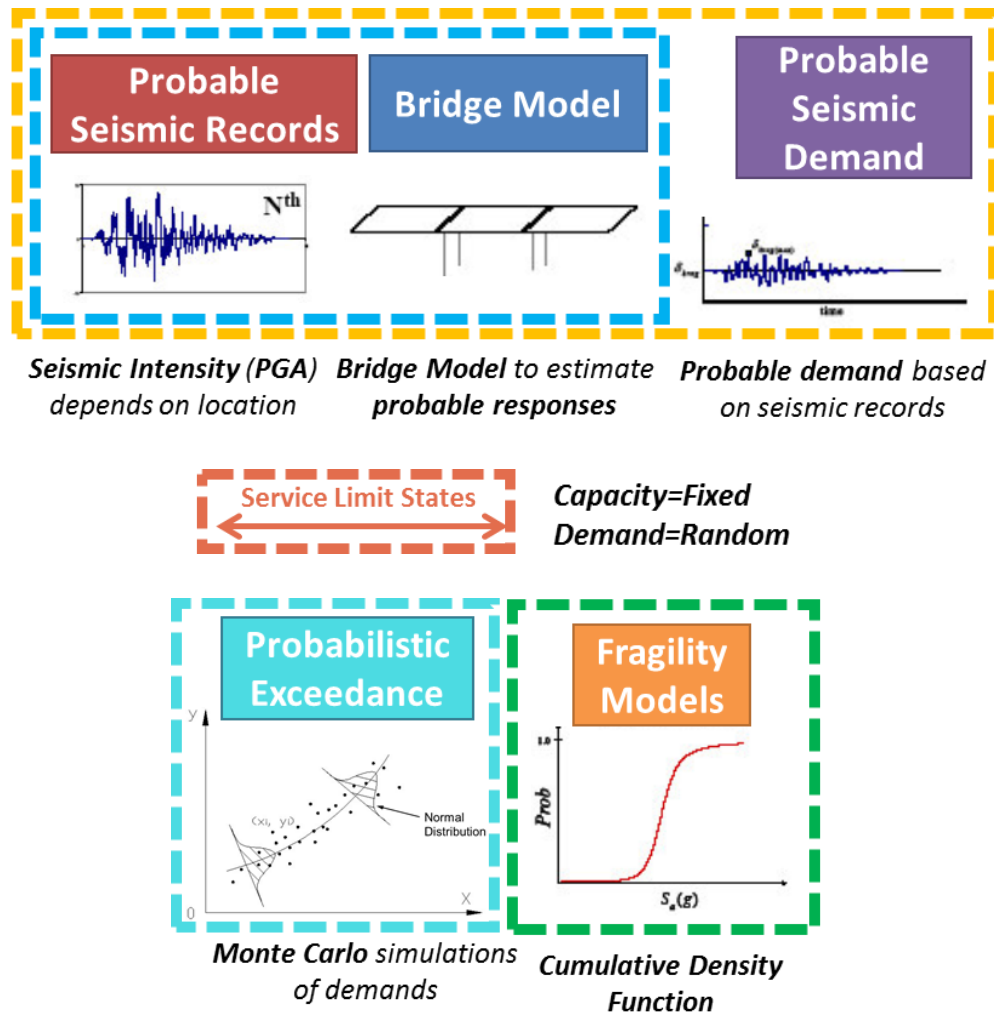 Probable
Seismic Records
Bridge Model
Probable
Seismic
Demand
Nth
time
Seismic Intensity (PGA)
depends on location
Bridge Model to estimate
probable responses
Probable demand based
on seismic records
Service Limit States
Capacity=Fixed
Demand=Random
Probabilistic
Exceedance
Fragility
Models
y
(xi, yi)
Normal
Distribution
X
0
1.0
Prob
Sa(g)
Monte Carlo simulations
of demands
Cumulative Density
Function